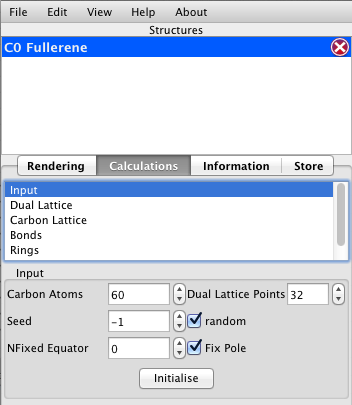 File Edit View Help About
Structures
C0 Fullerene
Rendering Calculations Information Store
Input
Dual Lattice
Carbon Lattice
Bonds
Rings
Input
Carbon Atoms 60 Dual Lattice Points 32
Seed -1 random
NFixed Equator 0 Fix Pole
Initialise